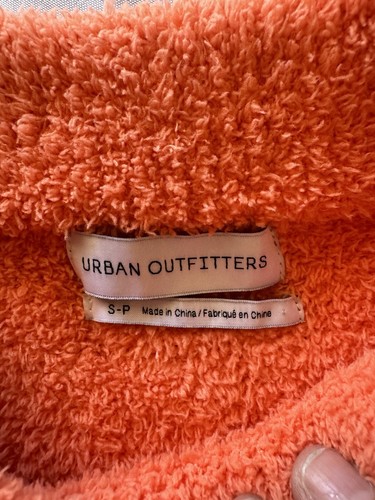 URBAN OUTFITTERS
S-P Made in China / Fabriqué en Chine